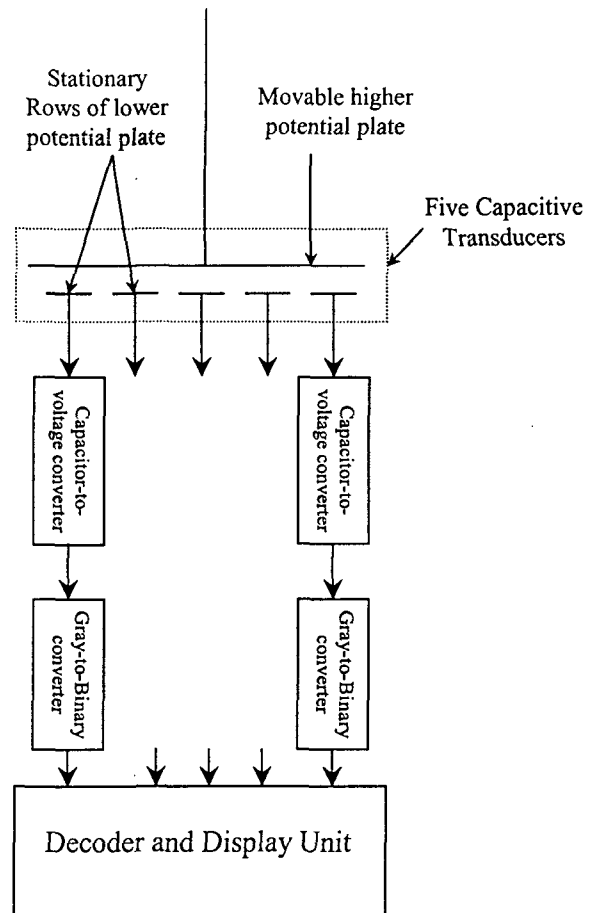 Stationary
Rows of lower
potential plate
Movable higher
potential plate
Five Capacitive
Transducers
Capacitor-to-
voltage converter
Capacitor-to-
voltage converter
Gray-to-Binary
converter
Gray-to-Binary
converter
Decoder and Display Unit